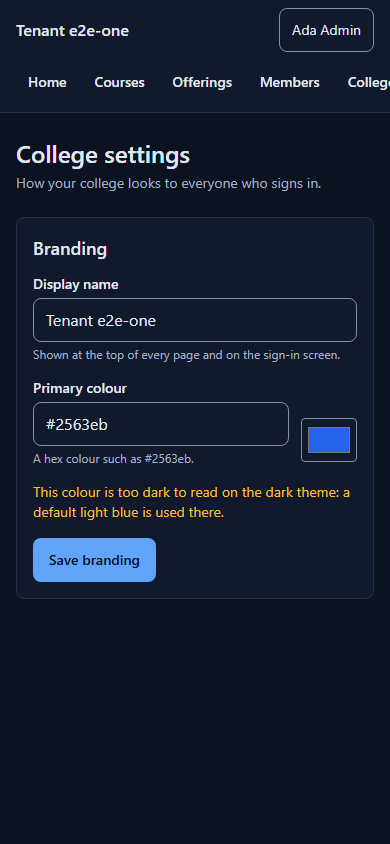 Tenant e2e-one
Ada Admin
Home Courses Offerings Members
College settings
How your college looks to everyone who signs in.
Branding
Display name
Tenant e2e-one
Shown at the top of every page and on the sign-in screen.
Primary colour
#2563eb
A hex colour such as #2563eb.
This colour is too dark to read on the dark theme: a
default light blue is used there.
Save branding